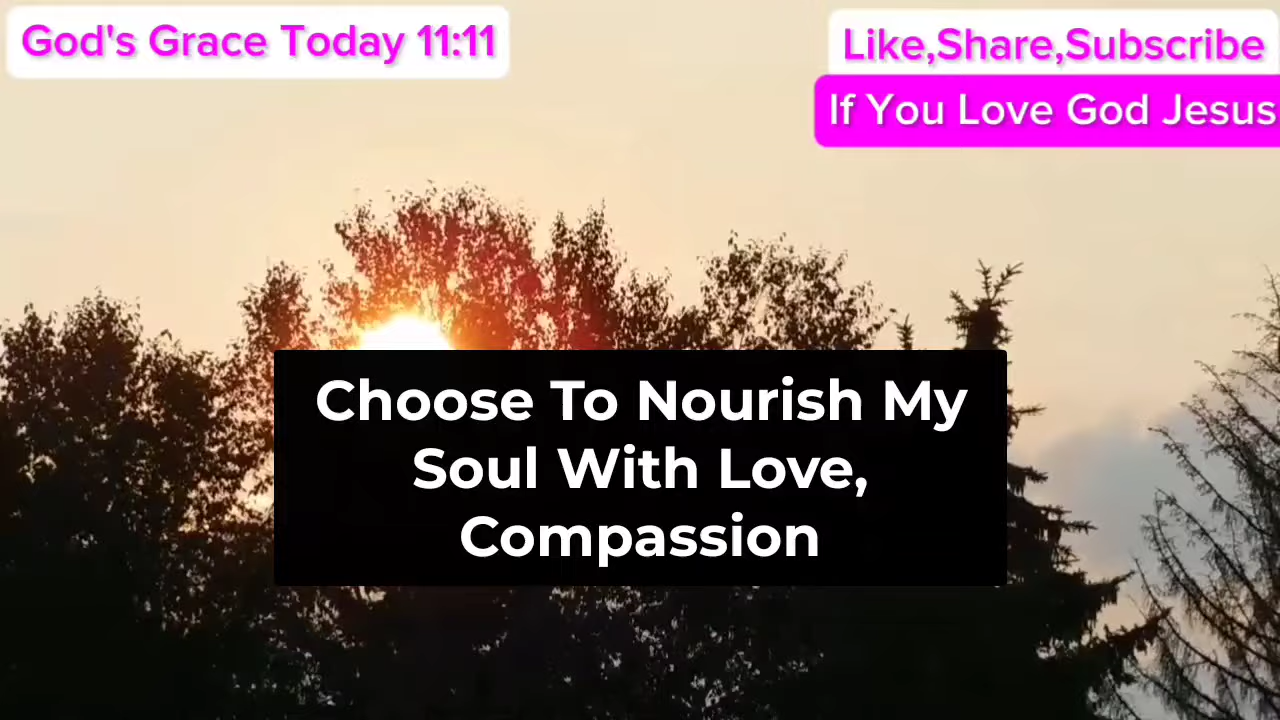 God's Grace Today 11:11
Like,Share,Subscribe
If You Love God Jesus
Choose To Nourish My
Soul With Love,
Compassion